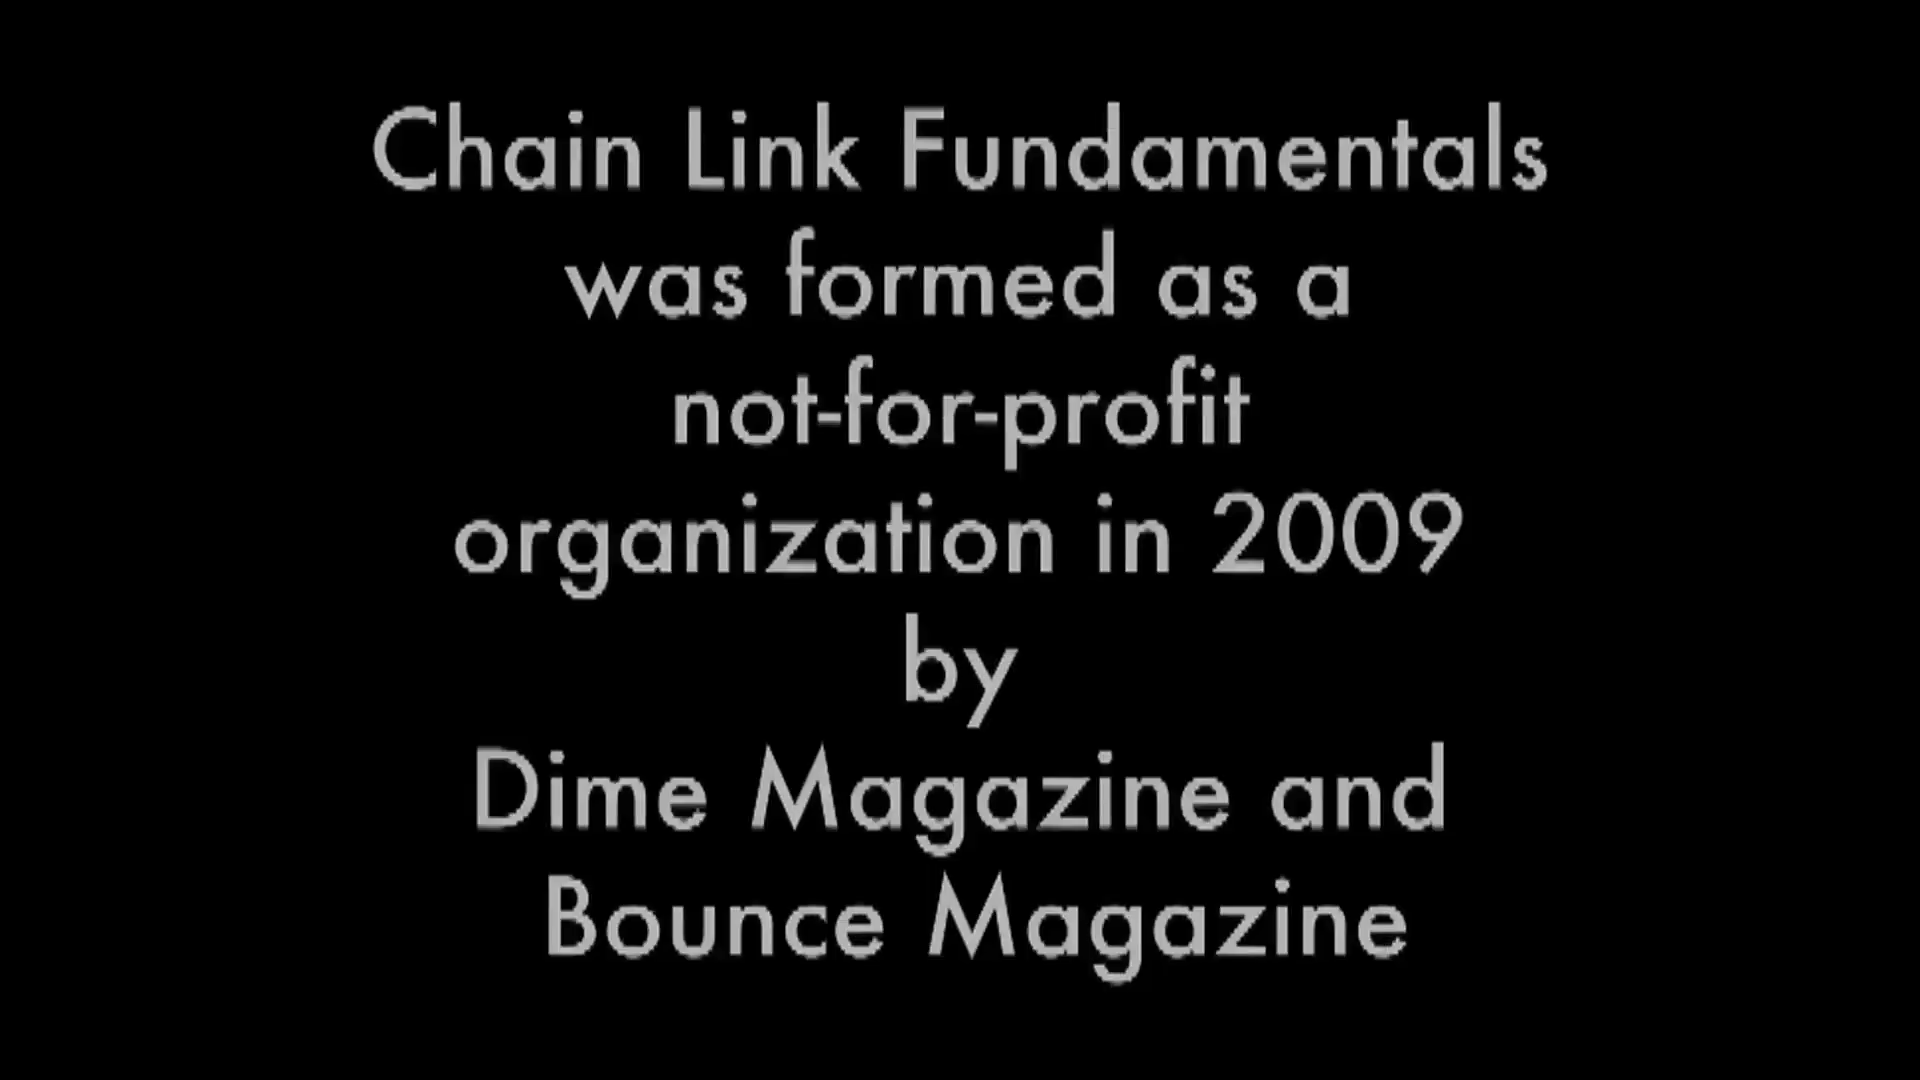 Chain Link Fundamentals
was formed as a
not-for-profit
organization in 2009
by
Dime Magazine and
Bounce Magazine